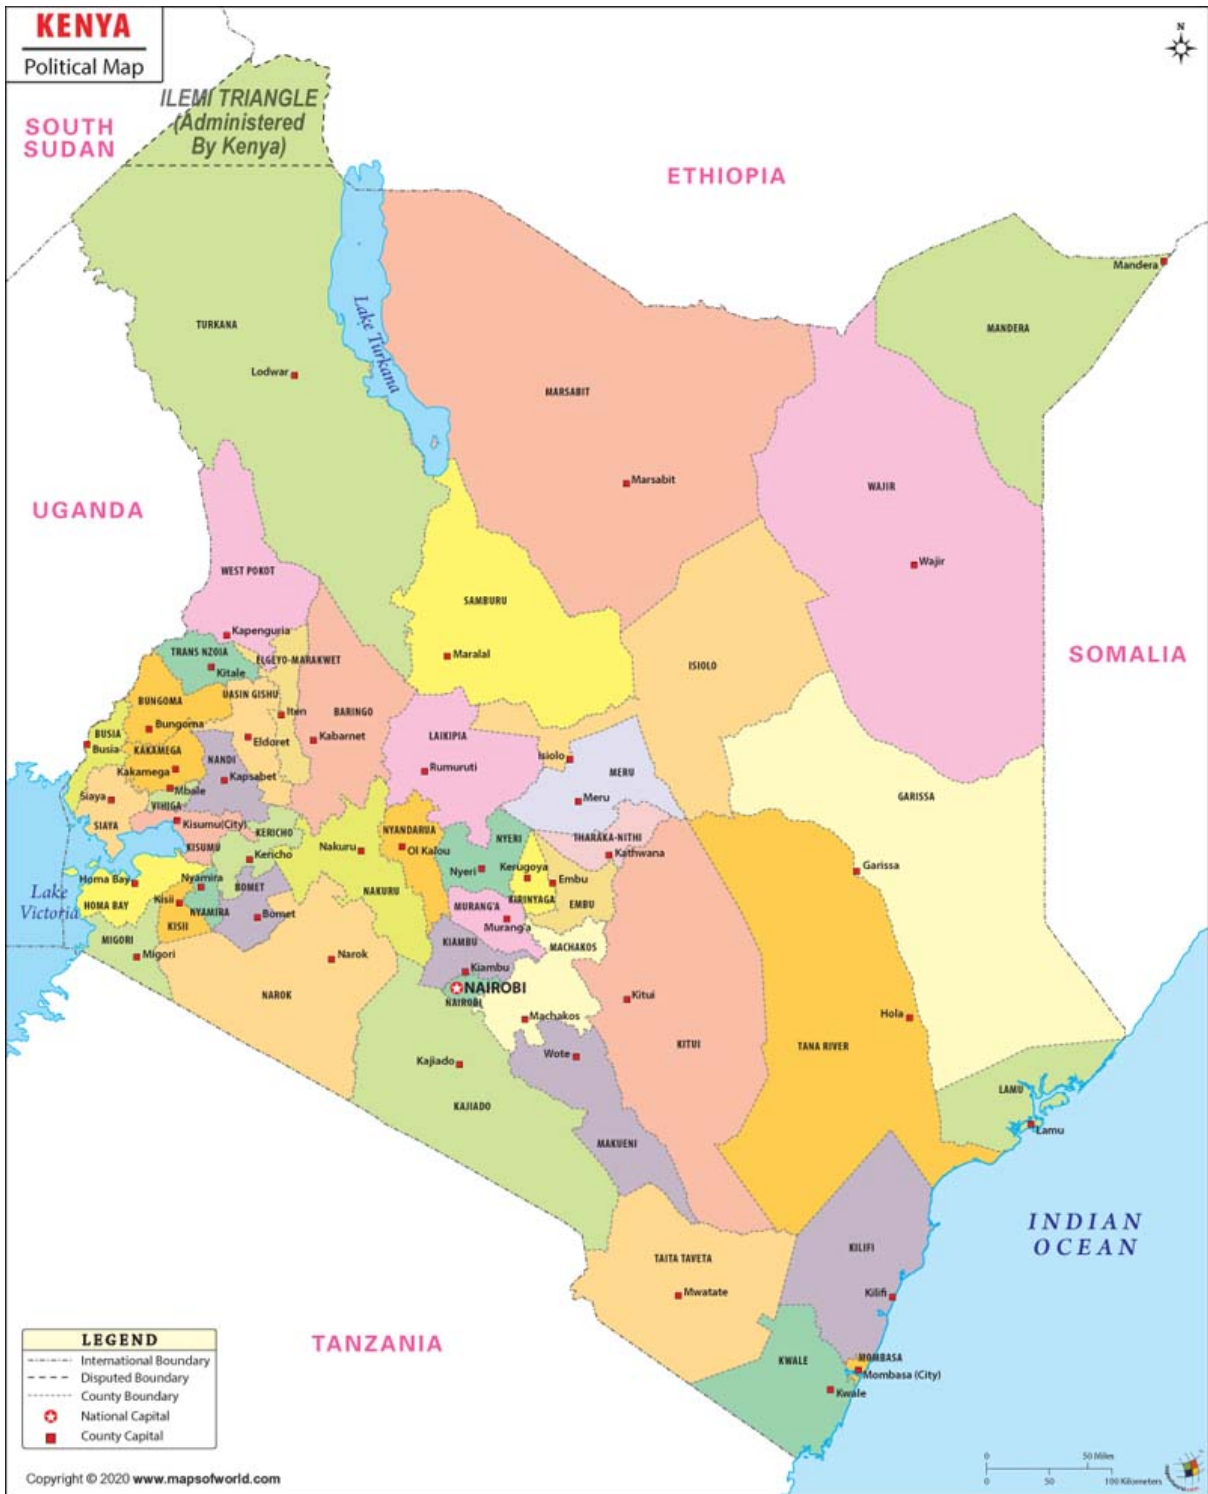 KENYA
Political Map
N
ILEMI TRIANGLE
(Administered
By Kenya)
SOUTH
SUDAN
ETHIOPIA
Mandera
MANDERA
TURKANA
Lake Turkana
Lodwar
MARSABIT
Marsabit
WAJIR
Wajir
UGANDA
WEST POKOT
SAMBURU
Kapenguria
TRANS NZOIA
ELGEYO-MARAKWET
Maralal
ISIOLO
SOMALIA
Kitale
UASIN GISHU
BUNGOMA
Iten
BARINGO
Bungoma
BUSIA
Busia
Eldoret
Kabarnet
LAIKIPIA
KAKAMEGA
NANDI
Isiolo
Kakamega
Kapsabet
Rumuruti
MERU
Mbale
Siaya
VIHIGA
Meru
GARISSA
SIAYA
Kisumu(City)
KERICHO
NYANDARUA
NYERI
THARAKA-NITHI
KISUMU
Kericho
Nakuru
Ol Kalou
Kathwana
Nyeri
Kerugoya
Garissa
Homa Bay
Nyamira
BOMET
NAKURU
Embu
Lake
Victoria
HOMA BAY
Kisii
NYAMIRA
Bomet
MURANG'A
KIRINYAGA
EMBU
KISII
Murang'a
MIGORI
KIAMBU
MACHAKOS
Migori
Narok
Kiambu
NAROK
NAIROBI
NAIROBI
Kitui
Machakos
Hola
Wote
KITUI
TANA RIVER
Kajiado
KAJIADO
LAMU
Lamu
MAKUENI
INDIAN
OCEAN
KILIFI
TAITA TAVETA
Mwatate
Kilifi
TANZANIA
KWALE
MOMBASA
Mombasa (City)
Kwale
LEGEND
International Boundary
Disputed Boundary
County Boundary
National Capital
County Capital
0 50 Miles
0 50 100 Kilometers
Copyright © 2020 www.mapsofworld.com